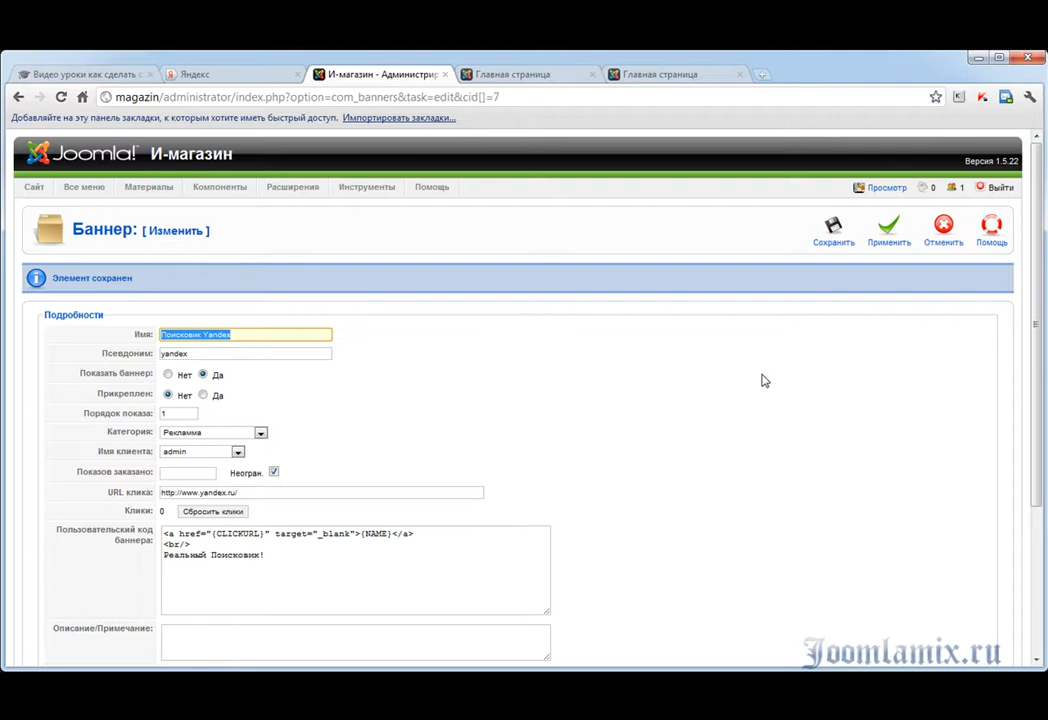 Видео уроки как сделать с
Яндекс
И-магазин - Администрир
Главная страница
Главная страница
magazin/administrator/index.php?option=com_banners&task=edit&cid[]=7
Добавляйте на эту панель закладки, к которым хотите иметь быстрый доступ. Импортировать закладки...
Joomla! И-магазин
Версия 1.5.22
Сайт Все меню Материалы Компоненты Расширения Инструменты Помощь Просмотр 0 1 Выйти
Баннер: [ Изменить ]
Сохранить Применить Отменить Помощь
Элемент сохранен
Подробности
Имя: Поисковик Yandex
Псевдоним: yandex
Показать баннер: Нет Да
Прикреплен: Нет Да
Порядок показа: 1
Категория: Рекламма
Имя клиента: admin
Показов заказано: Неогран.
URL клика: http://www.yandex.ru/
Клики: 0 Сбросить клики
Пользовательский код
баннера:
<a href="{CLICKURL}" target="_blank">{NAME}</a>
<br/>
Реальный Поисковик!
Описание/Примечание:
Joomlamix.ru